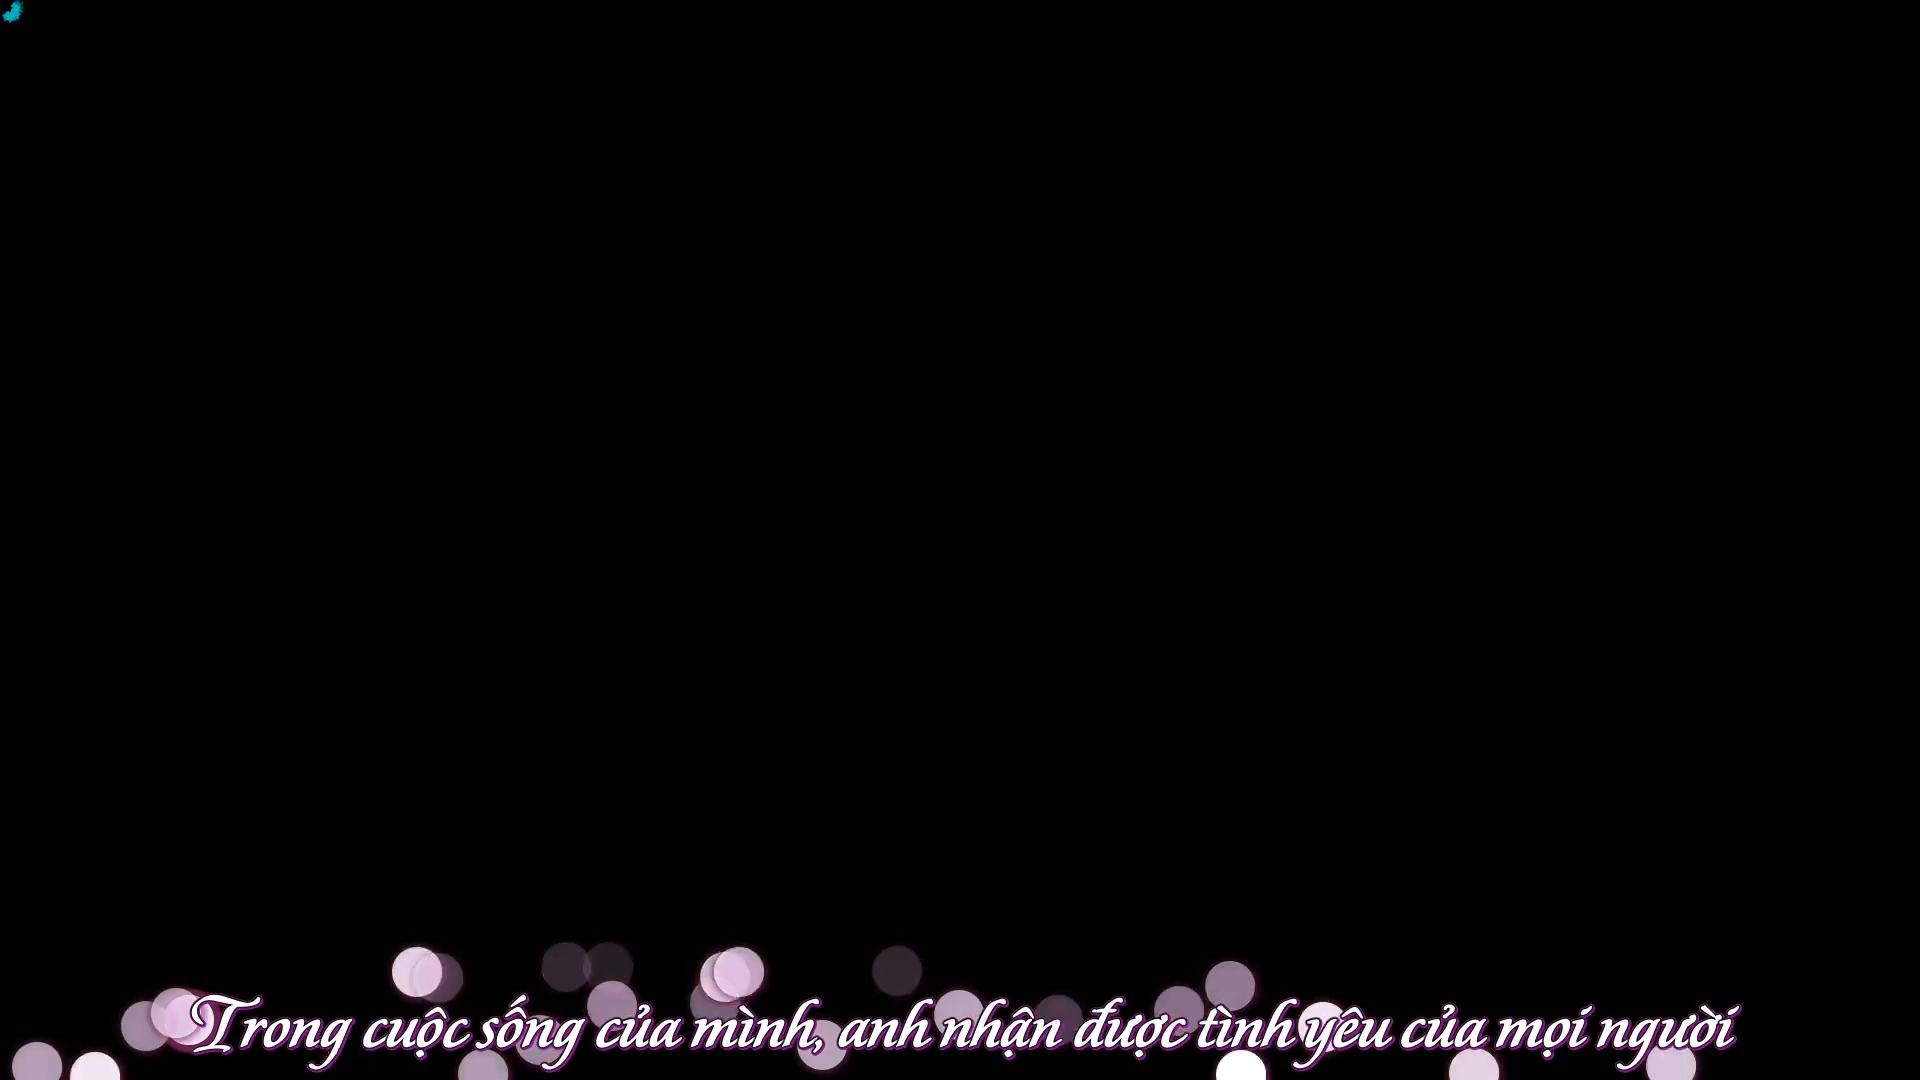 Trong cuộc sống của mình, anh nhận được tình yêu của mọi người